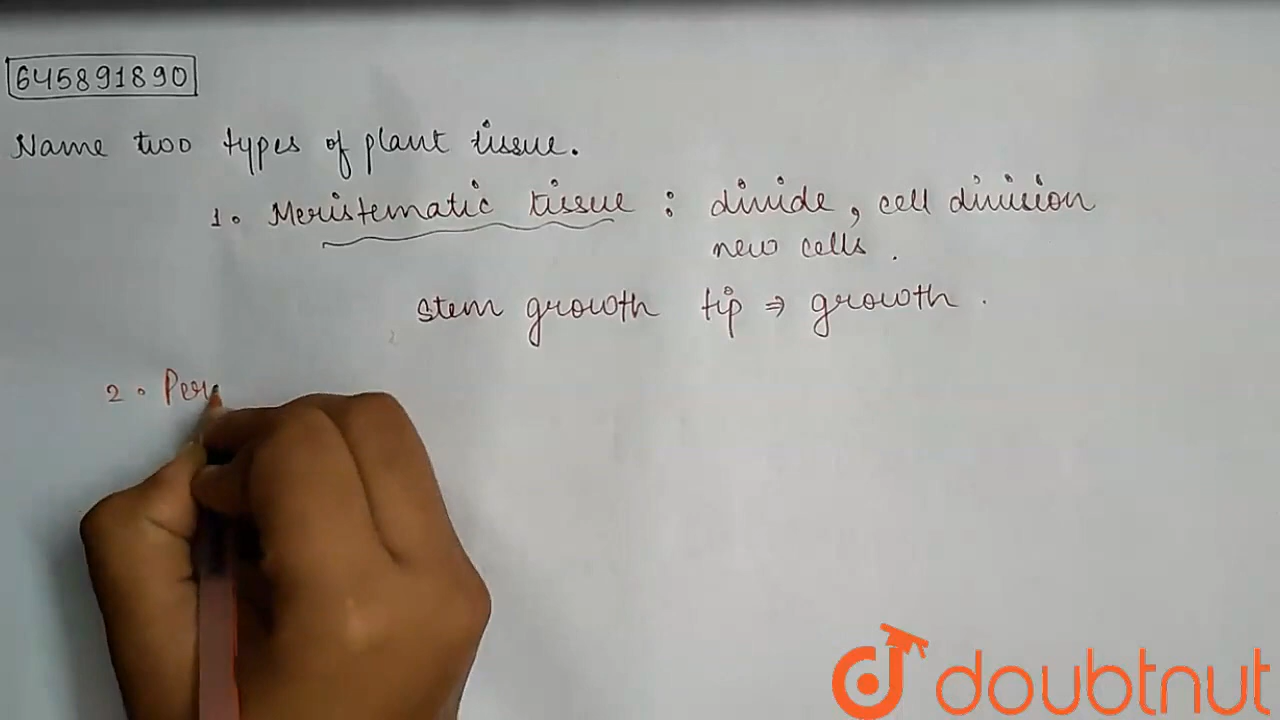 645891890
Name two types of plant tissue.
1. Meristematic tissue : divide, cell division
new cells.
stem growth tip ⇒ growth.
2. Per
doubtnut